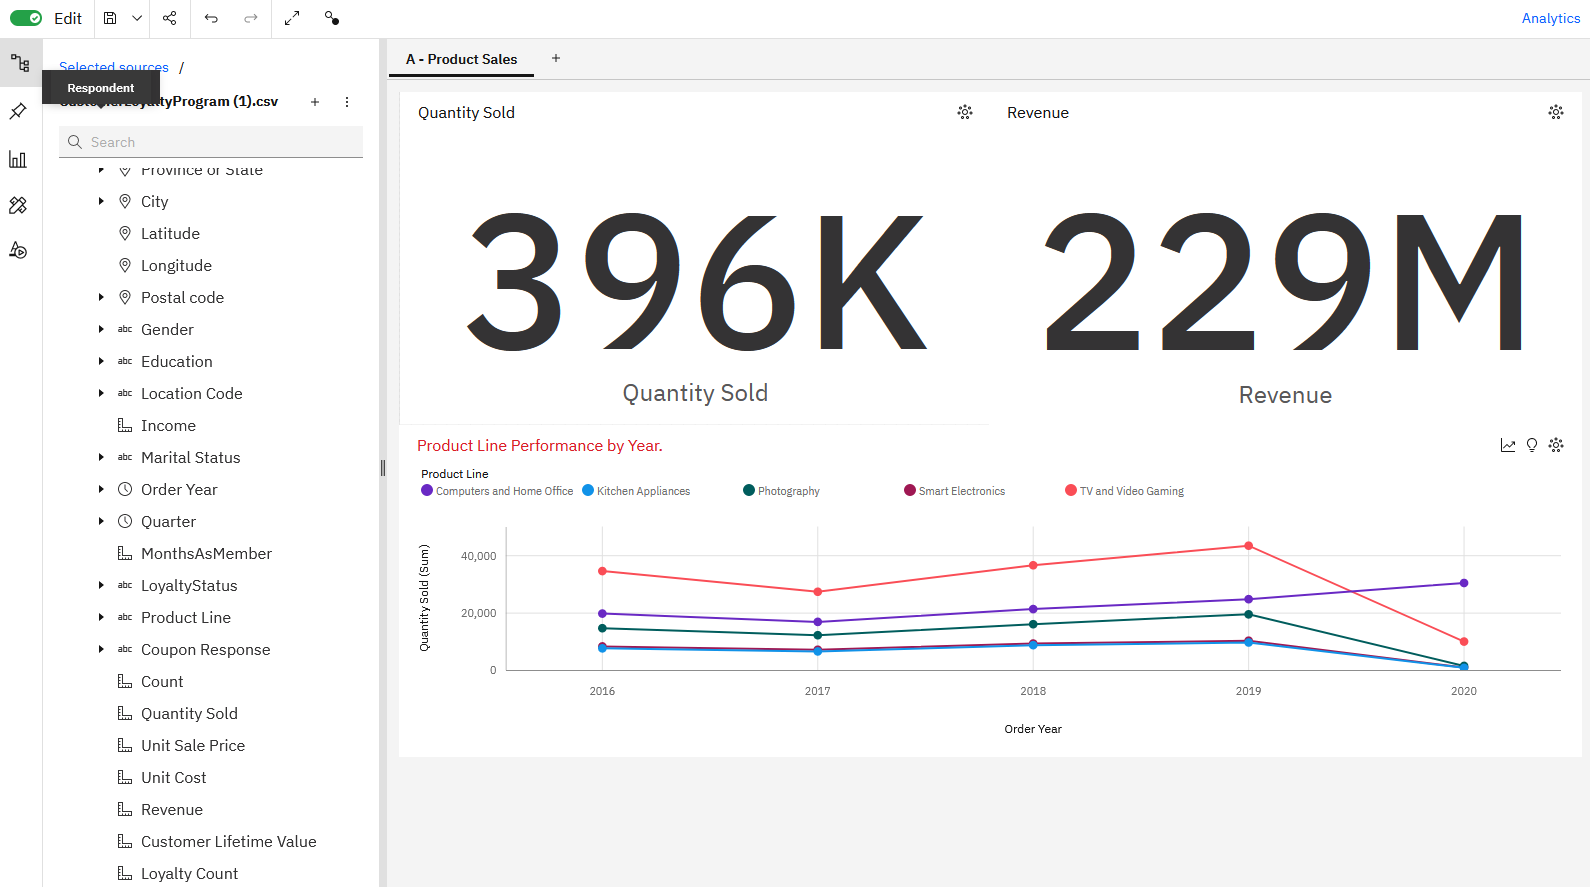 Edit
Analytics
Selected sources /
Respondent
CustomerLoyaltyProgram (1).csv
Search
Province or State
City
Latitude
Longitude
Postal code
abc Gender
abc Education
abc Location Code
Income
abc Marital Status
Order Year
Quarter
MonthsAsMember
abc LoyaltyStatus
abc Product Line
abc Coupon Response
Count
Quantity Sold
Unit Sale Price
Unit Cost
Revenue
Customer Lifetime Value
Loyalty Count
A - Product Sales
Quantity Sold
396K
Quantity Sold
Revenue
229M
Revenue
Product Line Performance by Year.
Product Line
Computers and Home Office Kitchen Appliances Photography Smart Electronics TV and Video Gaming
Quantity Sold (Sum)
40,000
20,000
0
2016 2017 2018 2019 2020
Order Year